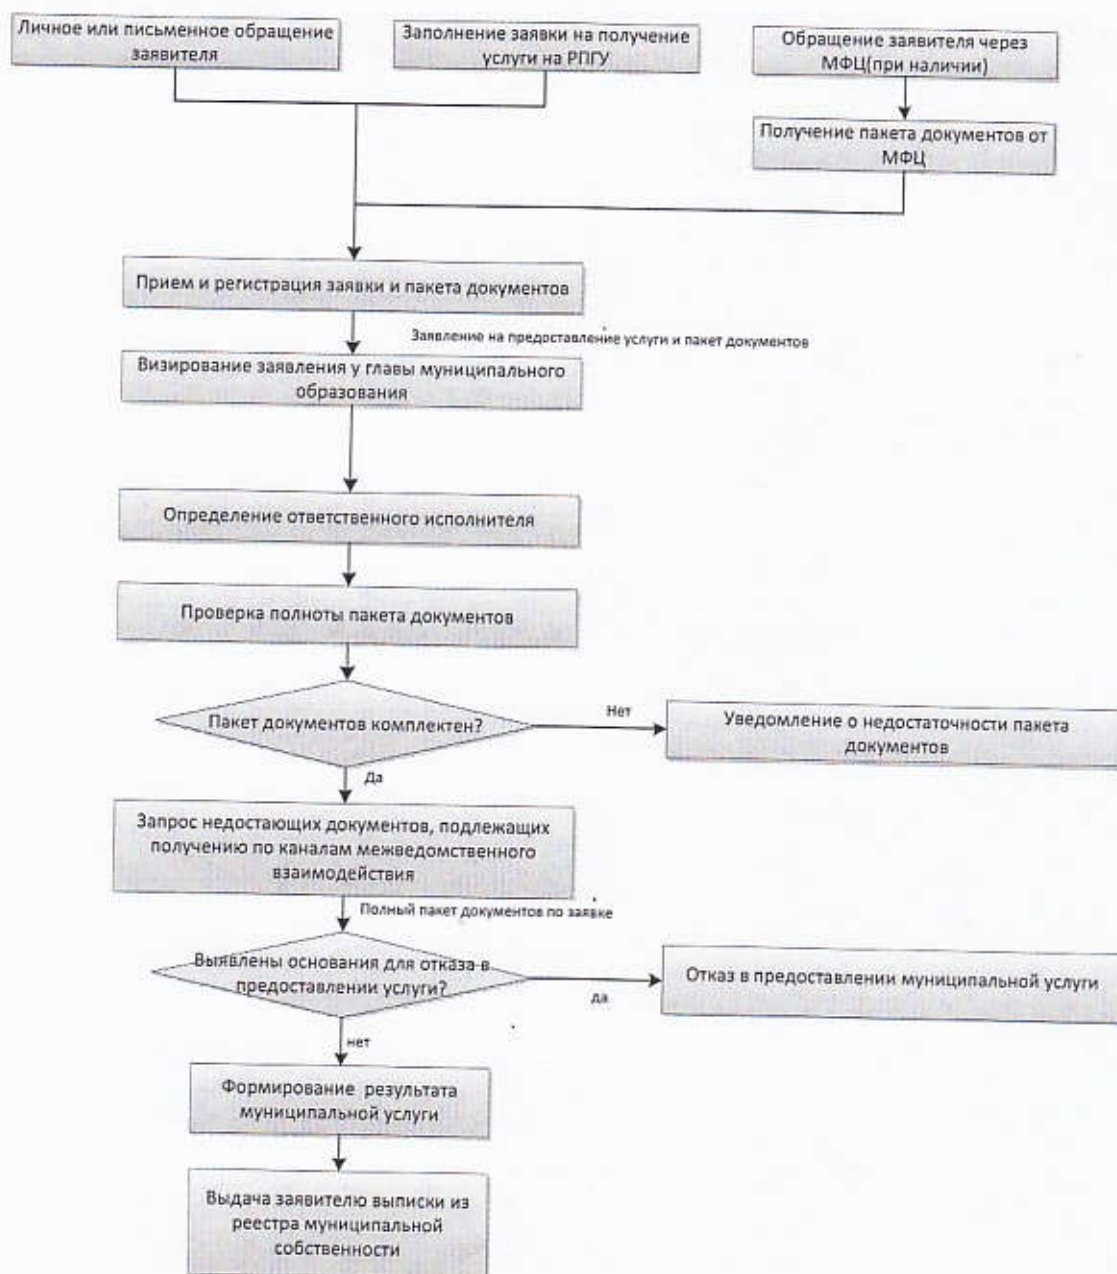 Личное или письменное обращение
заявителя
Заполнение заявки на получение
услуги на РПГУ
Обращение заявителя через
МФЦ(при наличии)
Получение пакета документов от
МФЦ
Прием и регистрация заявки и пакета документов
Заявление на предоставление услуги и пакет документов
Визирование заявления у главы муниципального
образования
Определение ответственного исполнителя
Проверка полноты пакета документов
Пакет документов комплектен?
Нет
Уведомление о недостаточности пакета
документов
Да
Запрос недостающих документов, подлежащих
получению по каналам межведомственного
взаимодействия
Полный пакет документов по заявке
Выявлены основания для отказа в
предоставлении услуги?
да
Отказ в предоставлении муниципальной услуги
нет
Формирование результата
муниципальной услуги
Выдача заявителю выписки из
реестра муниципальной
собственности